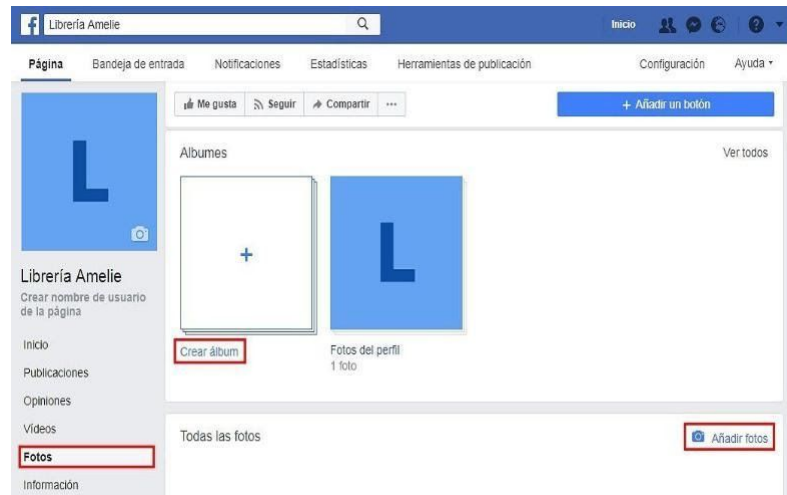 f Librería Amelie Inicio ?
Página Bandeja de entrada Notificaciones Estadísticas Herramientas de publicación Configuración Ayuda
Me gusta Seguir Compartir ... + Añadir un botón
Albumes Ver todos
L
+
L
Librería Amelie
Crear nombre de usuario
de la página
Crear álbum
Fotos del perfil
1 foto
Inicio
Publicaciones
Opiniones
Vídeos
Fotos
Información
Todas las fotos Añadir fotos